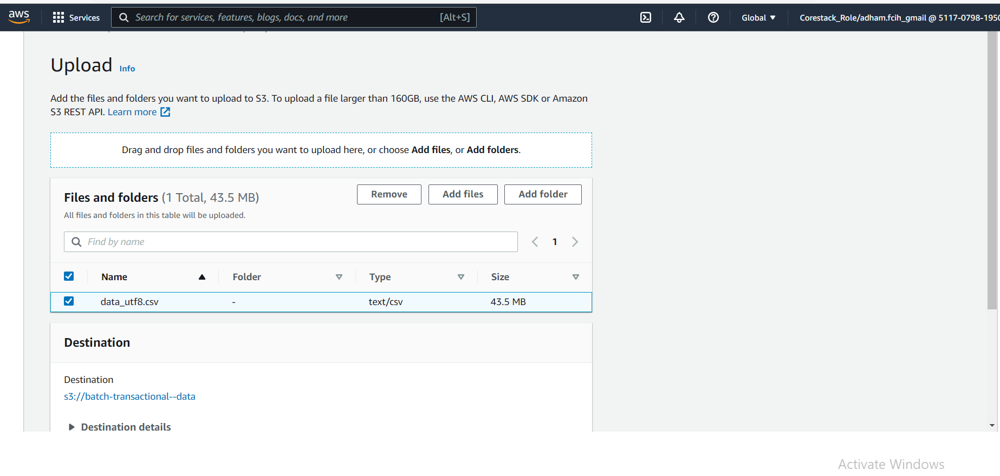 aws
Services
Search for services, features, blogs, docs, and more [Alt+S]
Global
Corestack_Role/adham.fcih_gmail @ 5117-0798-195
Upload Info
Add the files and folders you want to upload to S3. To upload a file larger than 160GB, use the AWS CLI, AWS SDK or Amazon
S3 REST API. Learn more
Drag and drop files and folders you want to upload here, or choose Add files, or Add folders.
Files and folders (1 Total, 43.5 MB)
Remove Add files Add folder
All files and folders in this table will be uploaded.
Find by name 1
Name Folder Type Size
data_utf8.csv - text/csv 43.5 MB
Destination
Destination
s3://batch-transactional--data
Destination details
Activate Windows